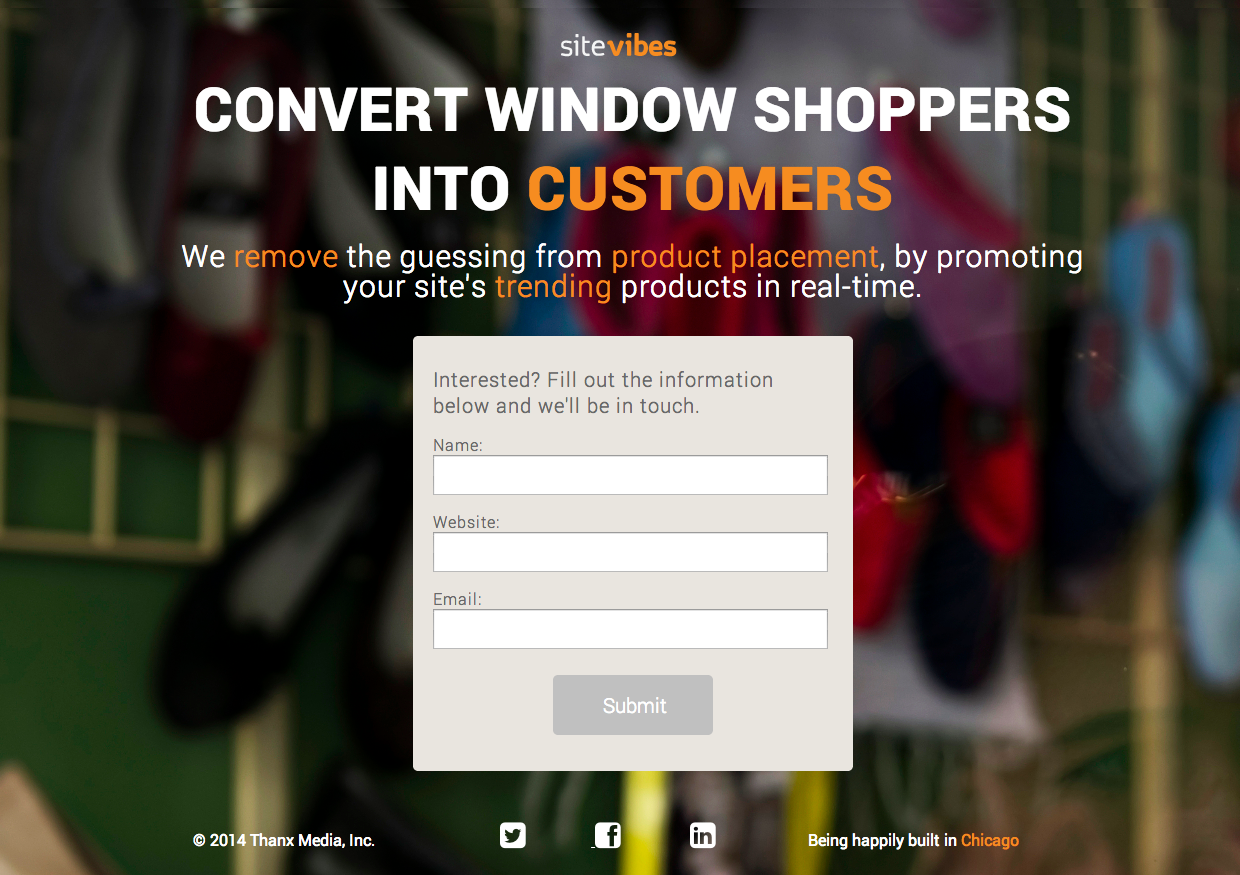 sitevibes
CONVERT WINDOW SHOPPERS
INTO CUSTOMERS
We remove the guessing from product placement, by promoting
your site's trending products in real-time.
Interested? Fill out the information
below and we'll be in touch.
Name:
Website:
Email:
Submit
© 2014 Thanx Media, Inc.
Being happily built in Chicago